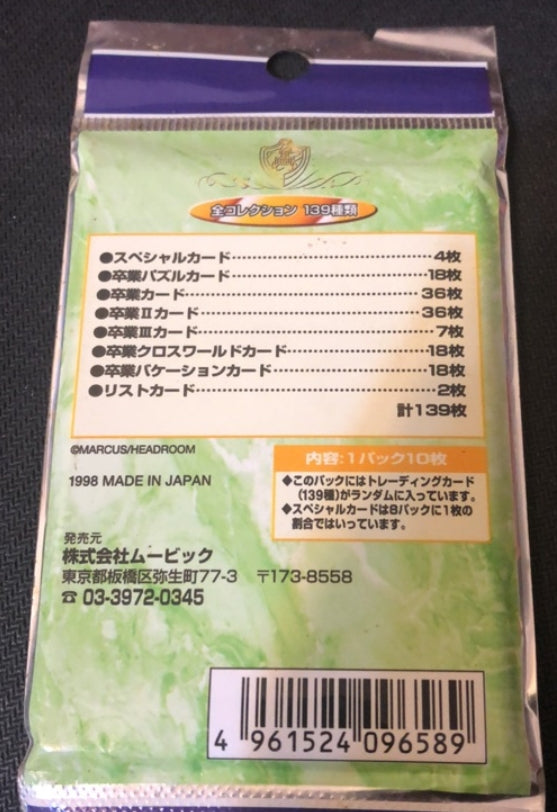 全コレクション 139種類
●スペシャルカード……………………4枚
●卒業パズルカード……………………18枚
●卒業カード……………………36枚
●卒業Ⅱカード……………………36枚
●卒業Ⅲカード……………………7枚
●卒業クロスワールドカード……………………18枚
●卒業バケーションカード……………………18枚
●リストカード……………………2枚
計139枚
©MARCUS/HEADROOM
1998 MADE IN JAPAN
内容:1パック10枚
◆このパックにはトレーディングカード
(139種)がランダムに入っています。
◆スペシャルカードは8パックに1枚の
割合ではいっています。
発売元
株式会社ムービック
東京都板橋区弥生町77-3 〒173-8558
☎ 03-3972-0345
4 961524 096589